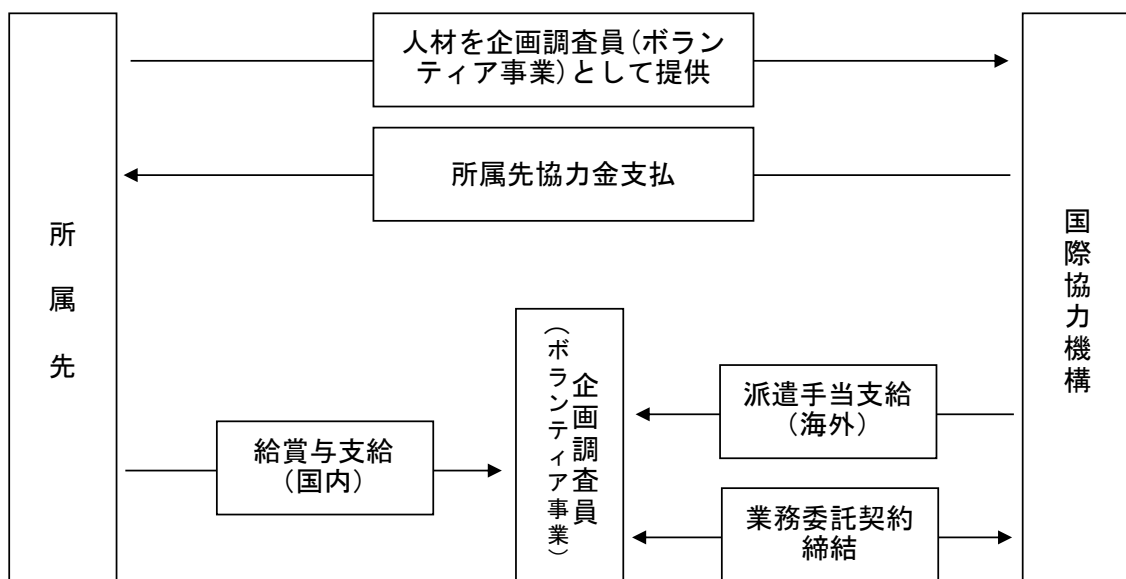 人材を企画調査員(ボラン
ティア事業)として提供
所属先協力金支払
所属先
国際協力機構
企画調査員
(ボランティア事業)
派遣手当支給
(海外)
給賞与支給
(国内)
業務委託契約
締結